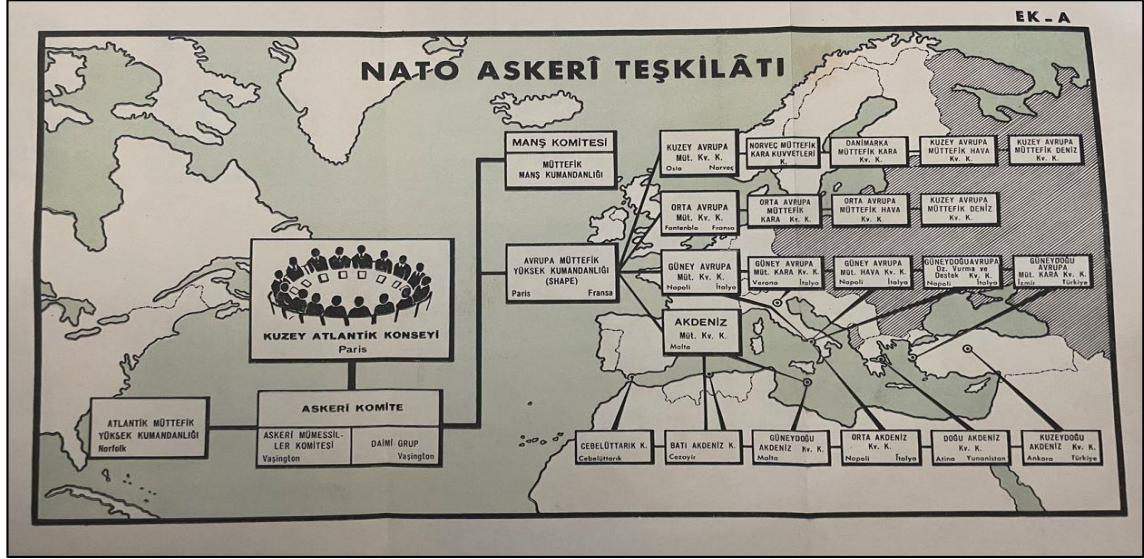 EK - A
NATO ASKERÎ TEŞKİLÂTI
MANŞ KOMİTESİ
MÜTTEFİK
MANŞ KUMANDANLIĞI
KUZEY AVRUPA
Müt. Kv. K.
Oslo Norveç
NORVEÇ MÜTTEFİK
KARA KUVVETLERİ
K.
DANİMARKA
MÜTTEFİK KARA
Kv. K.
KUZEY AVRUPA
MÜTTEFİK HAVA
Kv. K.
KUZEY AVRUPA
MÜTTEFİK DENİZ
Kv. K.
ORTA AVRUPA
Müt. Kv. K.
Fontenblo Fransa
ORTA AVRUPA
MÜTTEFİK
KARA Kv. K.
ORTA AVRUPA
MÜTTEFİK HAVA
Kv. K.
KUZEY AVRUPA
MÜTTEFİK DENİZ
Kv. K.
AVRUPA MÜTTEFİK
YÜKSEK KUMANDANLIĞI
(SHAPE)
Paris Fransa
GÜNEY AVRUPA
Müt. Kv. K.
Napoli İtalya
GÜNEY AVRUPA
Müt. KARA Kv. K.
Verona İtalya
GÜNEY AVRUPA
Müt. HAVA Kv. K.
Napoli İtalya
GÜNEYDOĞUAVRUPA
Öz. Vurma ve
Destek Kv. K.
Napoli İtalya
GÜNEYDOĞU
AVRUPA
Müt. KARA Kv. K.
İzmir Türkiye
AKDENİZ
Müt. Kv. K.
Malta
KUZEY ATLANTİK KONSEYİ
Paris
ASKERİ KOMİTE
ASKERİ MÜMESSİL-
LER KOMİTESİ
Vaşington
DAİMİ GRUP
Vaşington
ATLANTİK MÜTTEFİK
YÜKSEK KUMANDANLIĞI
Norfolk
CEBELÜTTARIK K.
Cebelüttarık
BATI AKDENİZ K.
Cezayir
GÜNEYDOĞU
AKDENİZ Kv. K.
Malta
ORTA AKDENİZ
Kv. K.
Napoli İtalya
DOĞU AKDENİZ
Kv. K.
Atina Yunanistan
KUZEYDOĞU
AKDENİZ Kv. K.
Ankara Türkiye